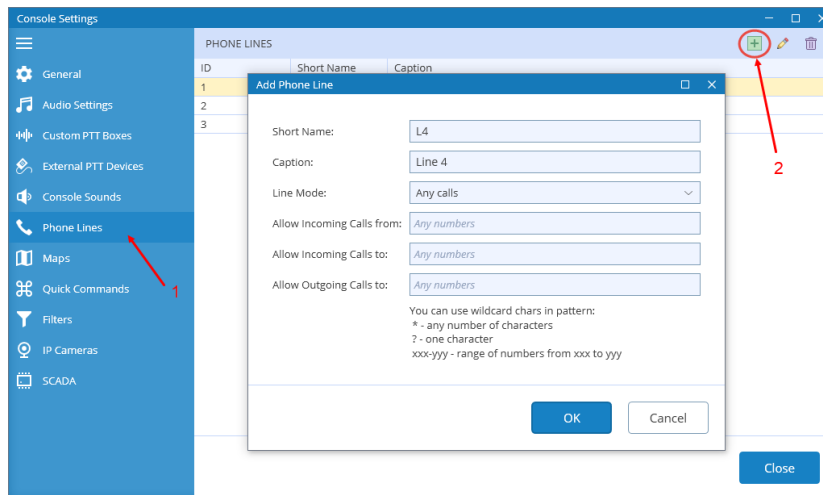 Console Settings
General
Audio Settings
Custom PTT Boxes
External PTT Devices
Console Sounds
Phone Lines
Maps
Quick Commands
Filters
IP Cameras
SCADA
1
PHONE LINES
2
ID Short Name Caption
1
2
3
Add Phone Line
Short Name: L4
Caption: Line 4
Line Mode: Any calls
Allow Incoming Calls from: Any numbers
Allow Incoming Calls to: Any numbers
Allow Outgoing Calls to: Any numbers
You can use wildcard chars in pattern:
* - any number of characters
? - one character
xxx-yyy - range of numbers from xxx to yyy
OK Cancel
Close